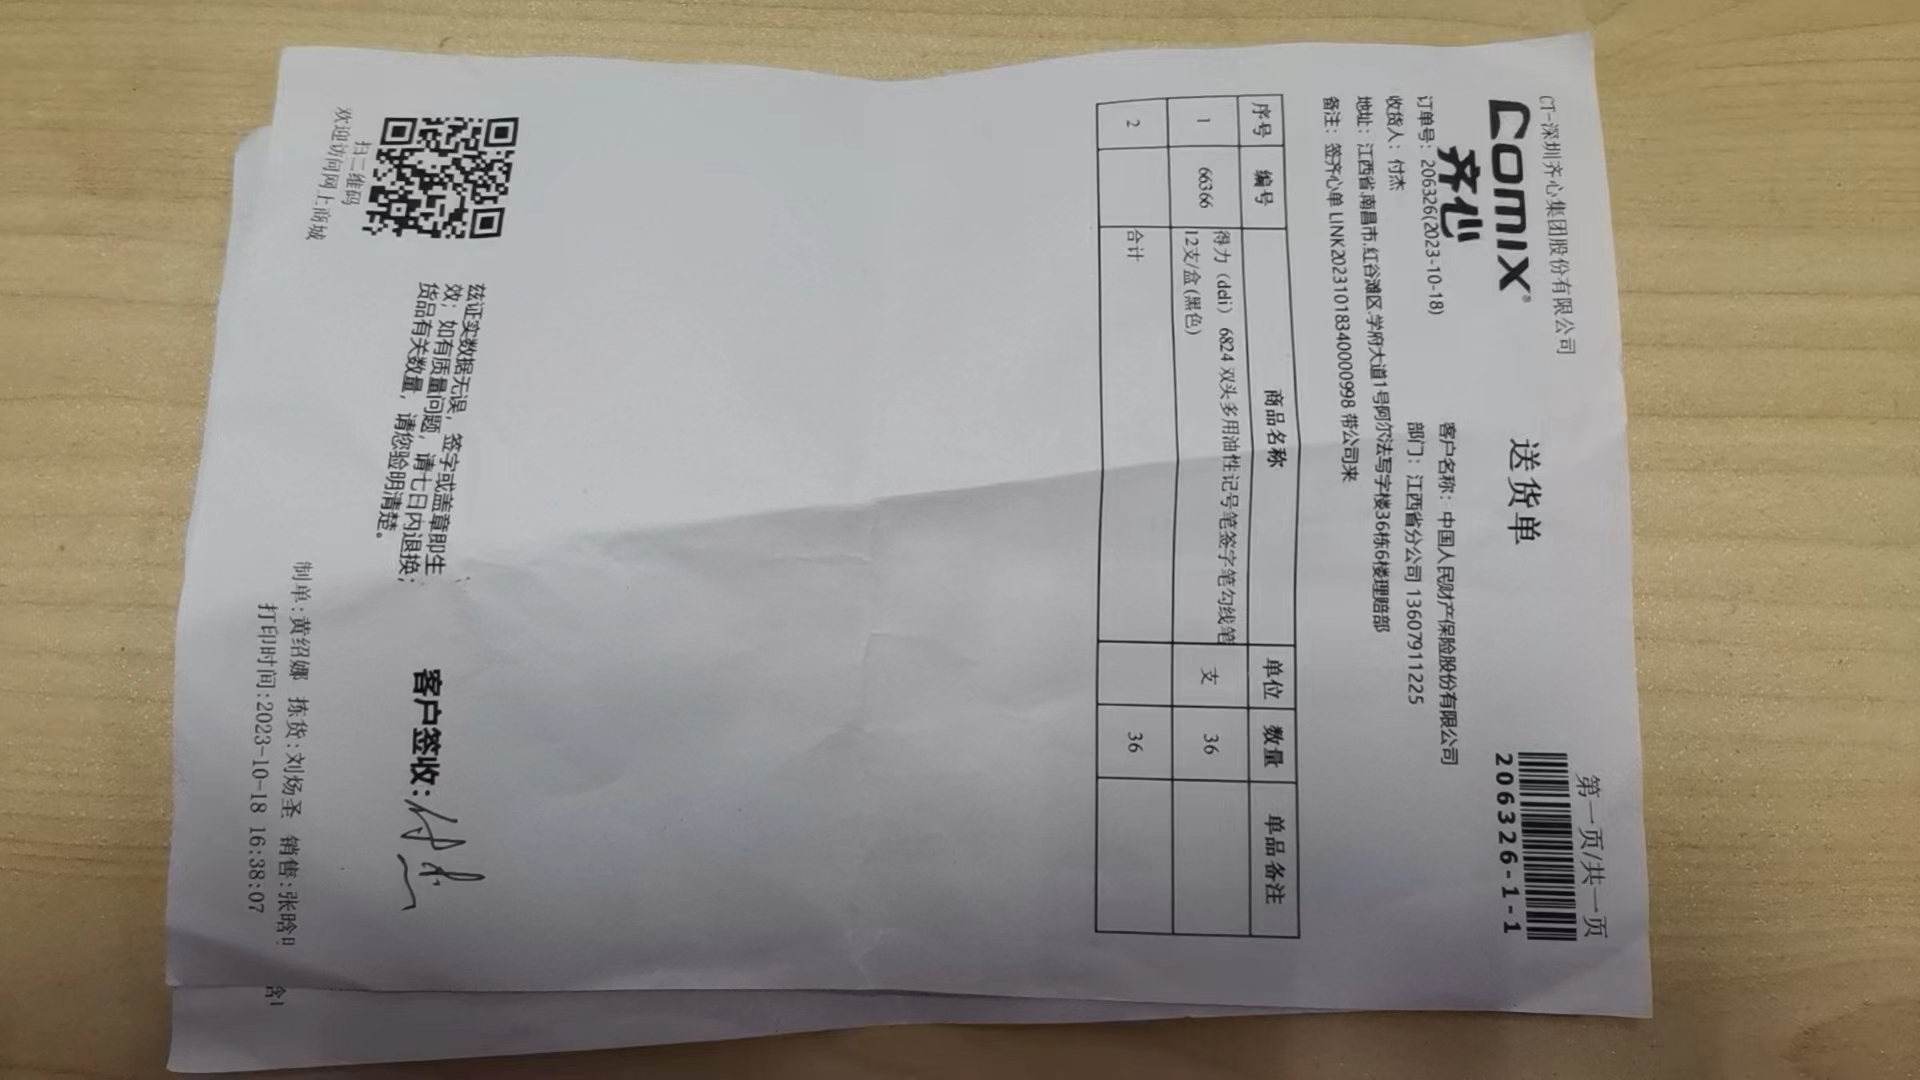 CT-深圳齐心集团股份有限公司
第一页/共一页
COMIX®
齐心
送货单
206326-1-1
订单号：206326(2023-10-18)
客户名称：中国人民财产保险股份有限公司
收货人：付杰
部门：江西省分公司 13607911225
地址：江西省.南昌市.红谷滩区.学府大道1号阿尔法写字楼36栋6楼理赔部
备注：签齐心单 LINK2023101834000998 带公司来
序号 编号 商品名称 单位 数量 单品备注
1 66366 得力（deli）6824 双头多用油性记号笔签字笔勾线笔 支 36
12支/盒(黑色)
2 合计 36
兹证实数据无误，签字或盖章即生
效；如有质量问题，请七日内退换；
货品有关数量，请您验明清楚。
客户签收：
扫二维码
欢迎访问网上商城
制单:黄绍娜 拣货:刘炀圣 销售:张晗
打印时间:2023-10-18 16:38:07